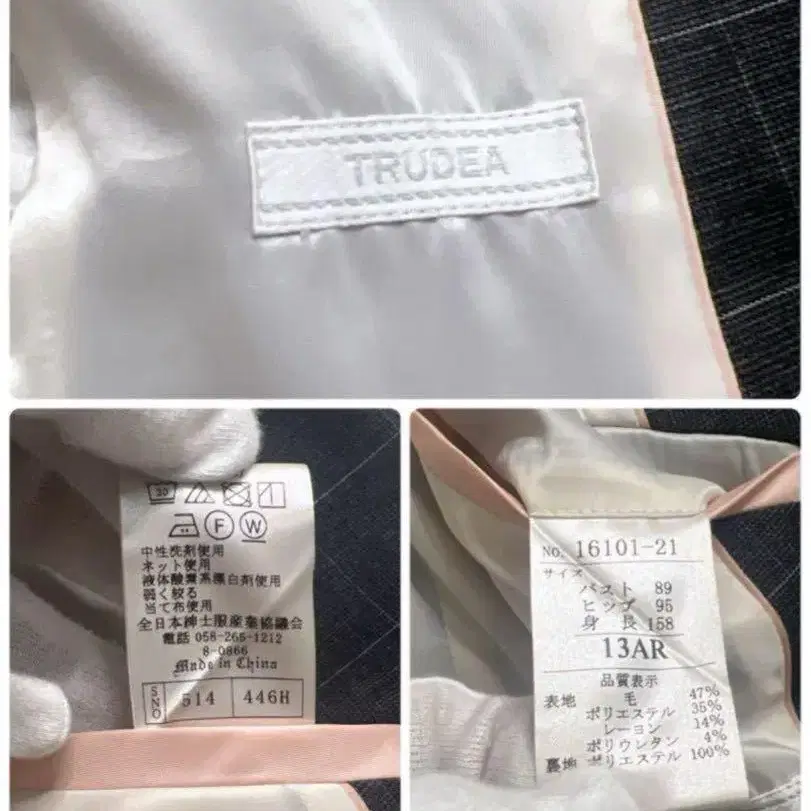 TRUDEA
30
F W
中性洗剤使用
ネット使用
液体酸素系漂白剤使用
弱く絞る
当て布使用
全日本紳士服産業協議会
電話 058-265-1212
8-0866
Made in China
SNO 514 446H
No. 16101-21
サイズ
バスト 89
ヒップ 95
身長 158
13AR
品質表示
表地 毛 47%
ポリエステル 35%
レーヨン 14%
ポリウンタン 4%
裏地 ポリエステル 100%